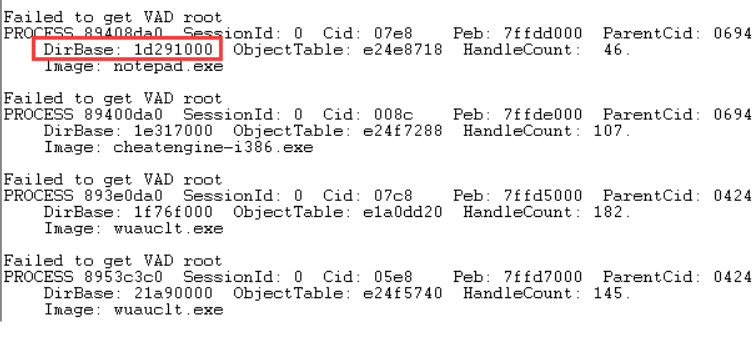 Failed to get VAD root
PROCESS 89408da0  SessionId: 0  Cid: 07e8    Peb: 7ffdd000  ParentCid: 0694
    DirBase: 1d291000  ObjectTable: e24e8718  HandleCount:  46.
    Image: notepad.exe

Failed to get VAD root
PROCESS 89400da0  SessionId: 0  Cid: 008c    Peb: 7ffde000  ParentCid: 0694
    DirBase: 1e317000  ObjectTable: e24f7288  HandleCount: 107.
    Image: cheatengine-i386.exe

Failed to get VAD root
PROCESS 893e0da0  SessionId: 0  Cid: 07c8    Peb: 7ffd5000  ParentCid: 0424
    DirBase: 1f76f000  ObjectTable: e1a0dd20  HandleCount: 182.
    Image: wuauclt.exe

Failed to get VAD root
PROCESS 8953c3c0  SessionId: 0  Cid: 05e8    Peb: 7ffd7000  ParentCid: 0424
    DirBase: 21a90000  ObjectTable: e24f5740  HandleCount: 145.
    Image: wuauclt.exe